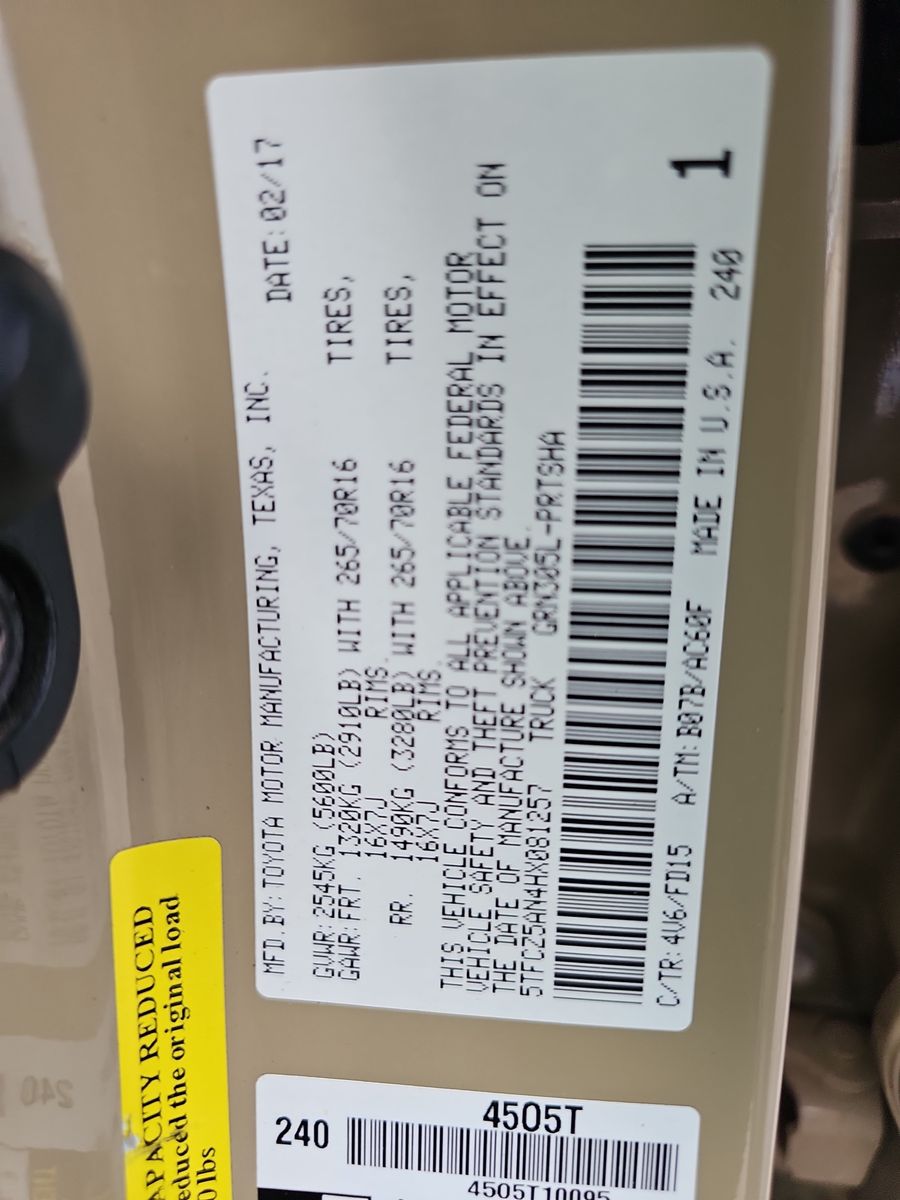 MFD.BY:TOYOTA MOTOR MANUFACTURING, TEXAS, INC. DATE:02/17
GVWR:2545KG (5600LB)
GAWR:FRT. 1320KG (2910LB) WITH 265/70R16 TIRES,
16X7J RIMS.
RR. 1490KG (3280LB) WITH 265/70R16 TIRES,
16X7J RIMS.
THIS VEHICLE CONFORMS TO ALL APPLICABLE FEDERAL MOTOR
VEHICLE SAFETY AND THEFT PREVENTION STANDARDS IN EFFECT ON
THE DATE OF MANUFACTURE SHOWN ABOVE.
5TFCZ5AN4HX081257 TRUCK GRN305L-PRTSHA
C/TR:4V6/FD15 A/TM:B07B/AC60F MADE IN U.S.A. 240
1
APACITY REDUCED
educed the original load
0 lbs
240
4505T
4505T10095
240